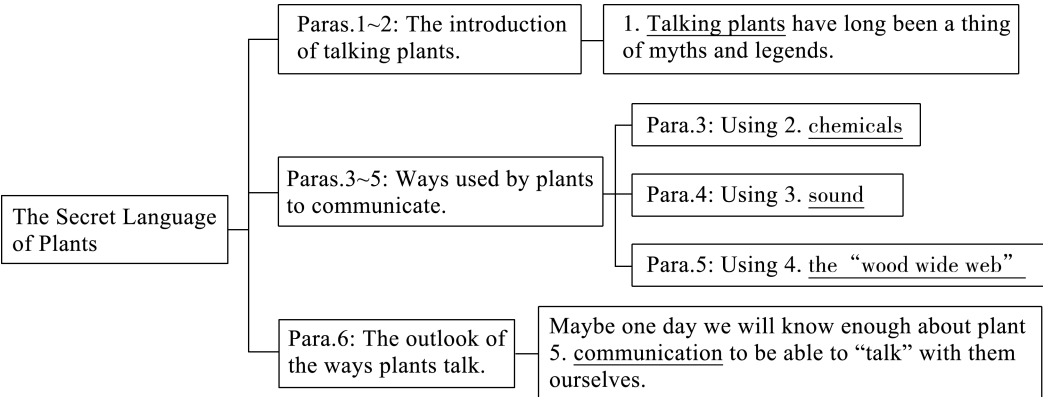 The Secret Language
of Plants
Paras.1~2: The introduction
of talking plants.
1. Talking plants have long been a thing
of myths and legends.
Paras.3~5: Ways used by plants
to communicate.
Para.3: Using 2. chemicals
Para.4: Using 3. sound
Para.5: Using 4. the “wood wide web”
Para.6: The outlook of
the ways plants talk.
Maybe one day we will know enough about plant
5. communication to be able to “talk” with them
ourselves.